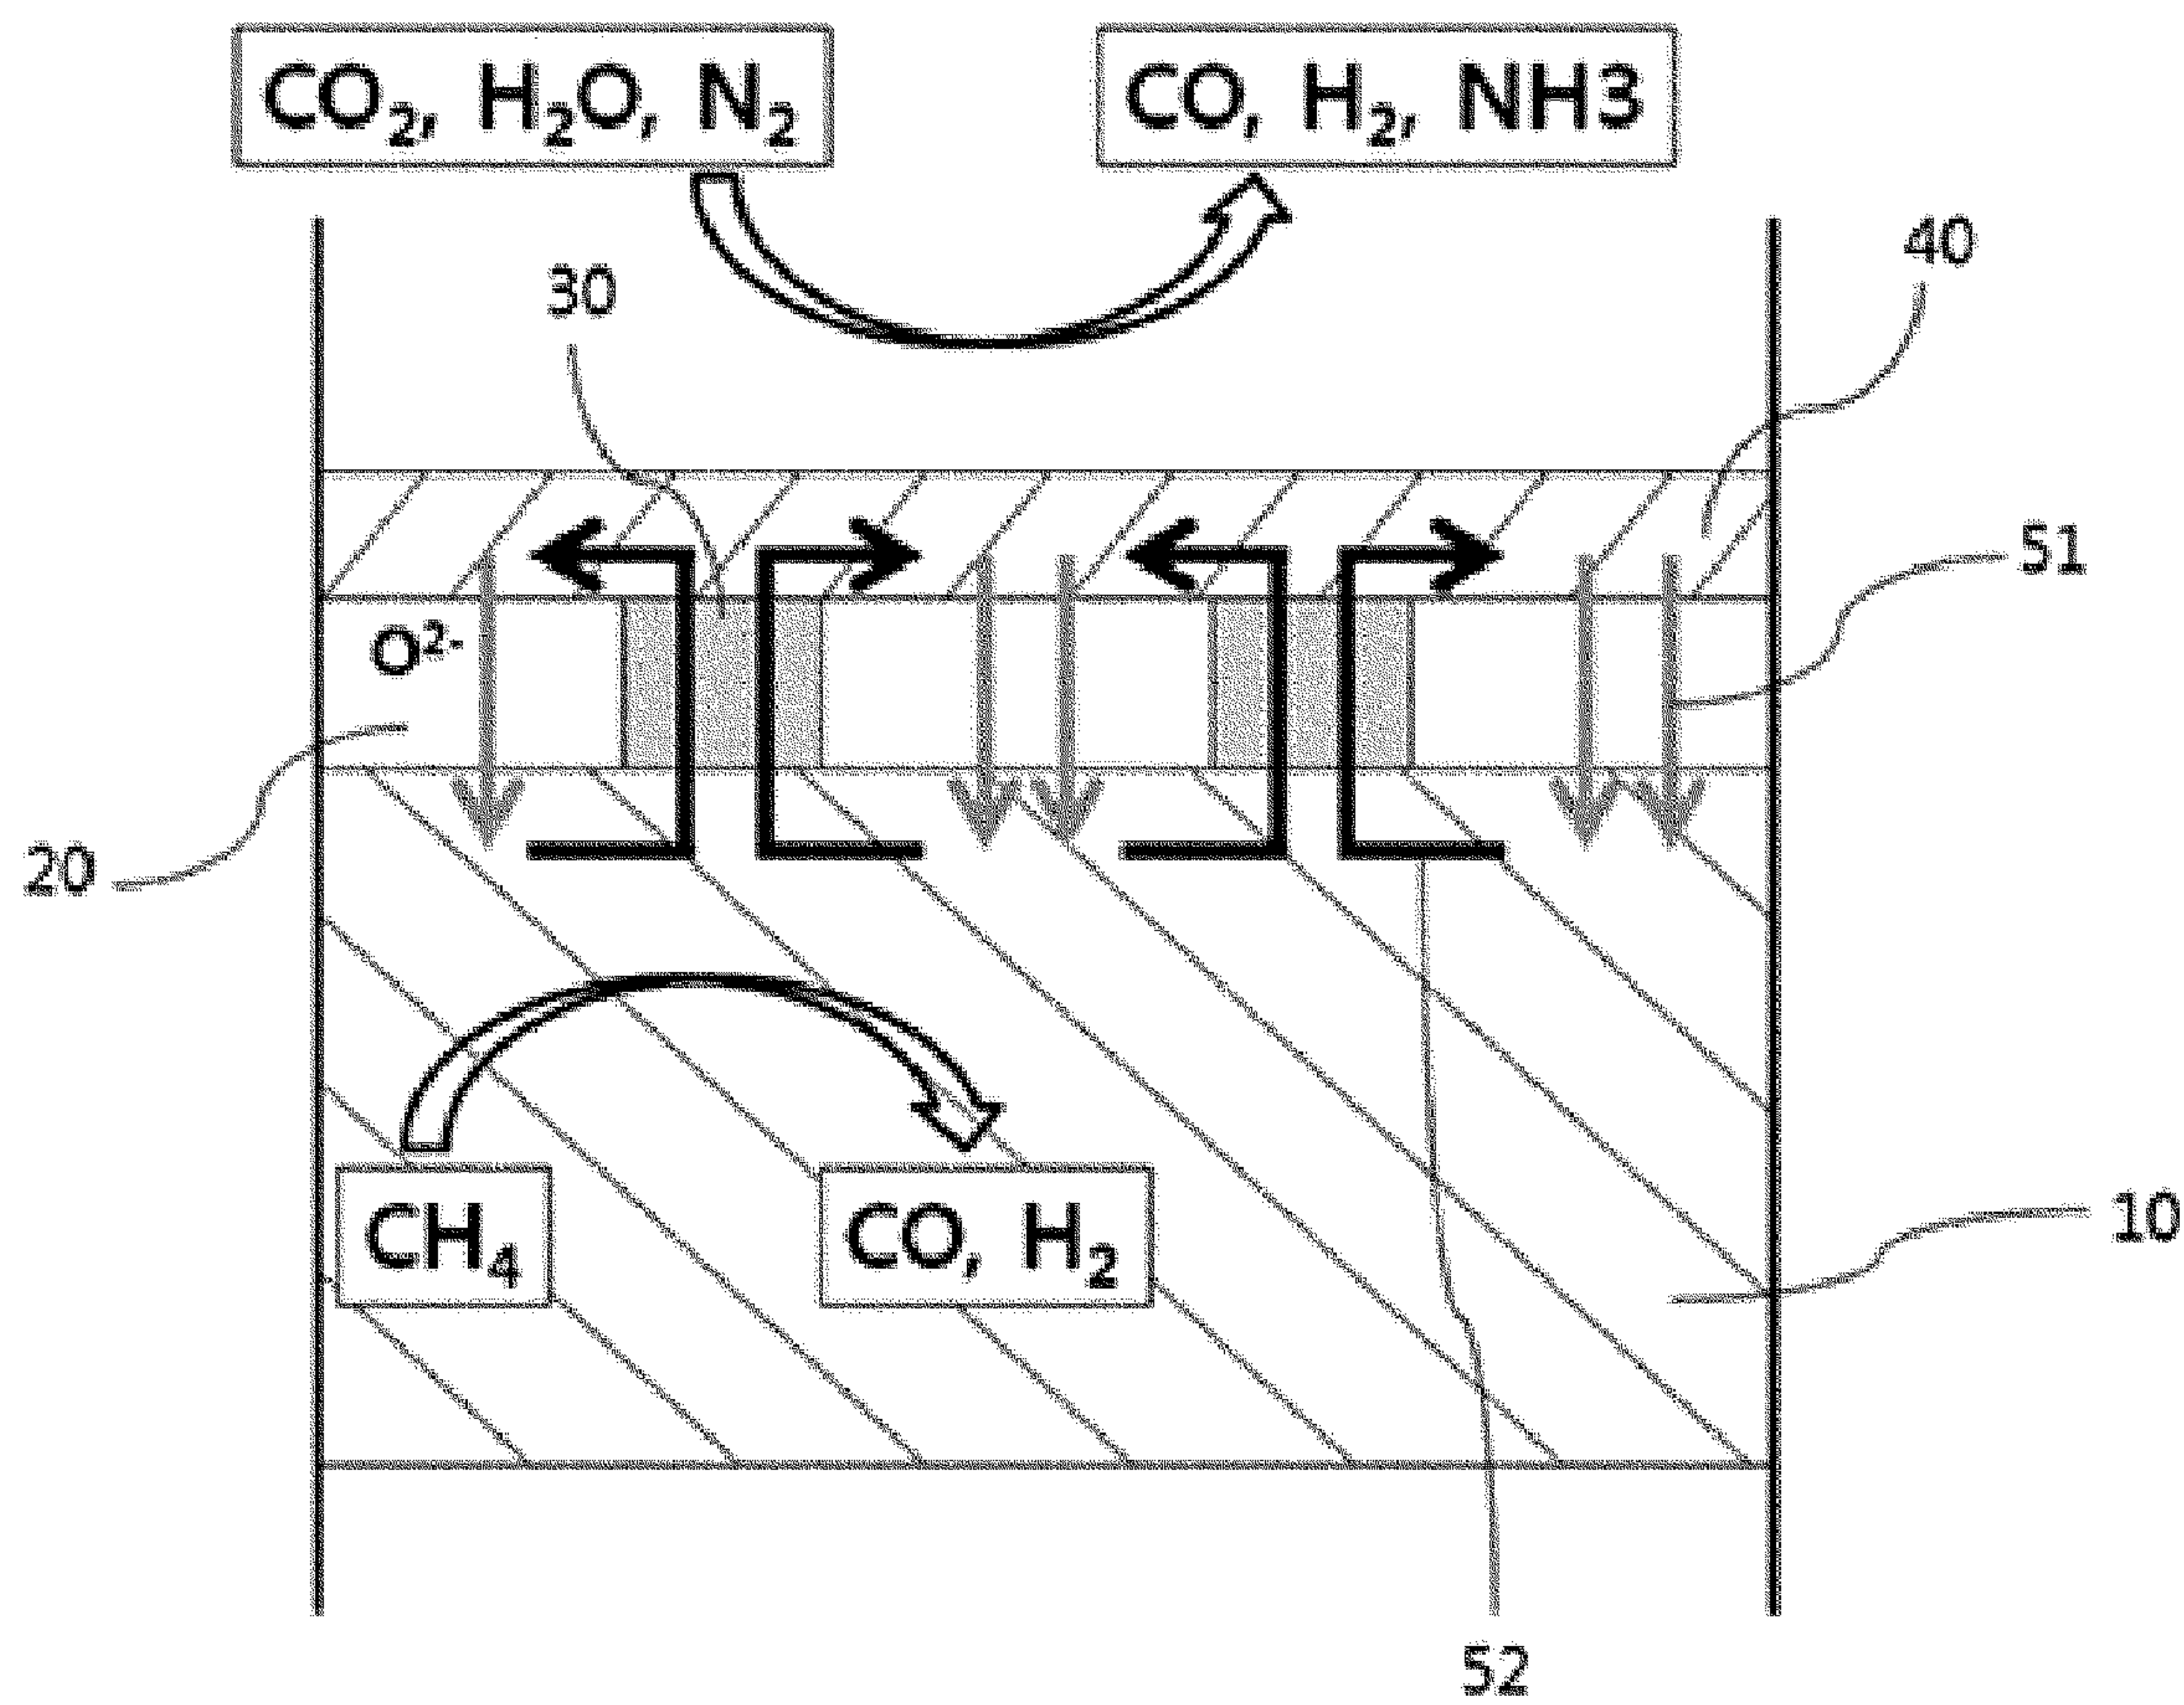 CO₂, H₂O, N₂
CO, H₂, NH3
40
30
51
O²⁻
20
CH₄
CO, H₂
10
52